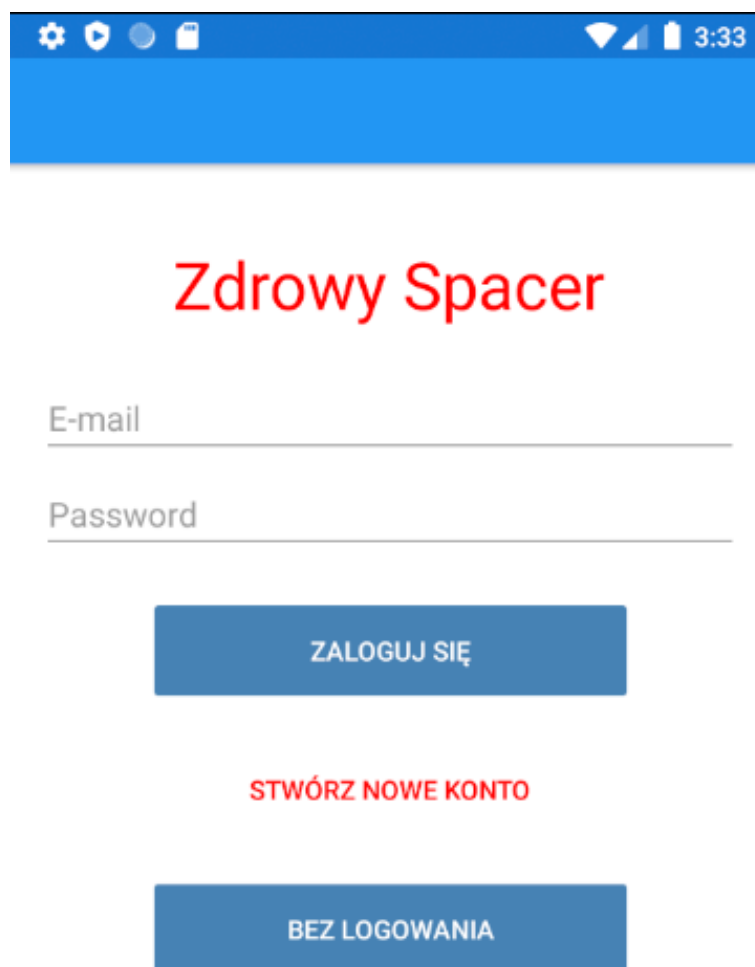 3:33
Zdrowy Spacer
E-mail
Password
ZALOGUJ SIĘ
STWÓRZ NOWE KONTO
BEZ LOGOWANIA